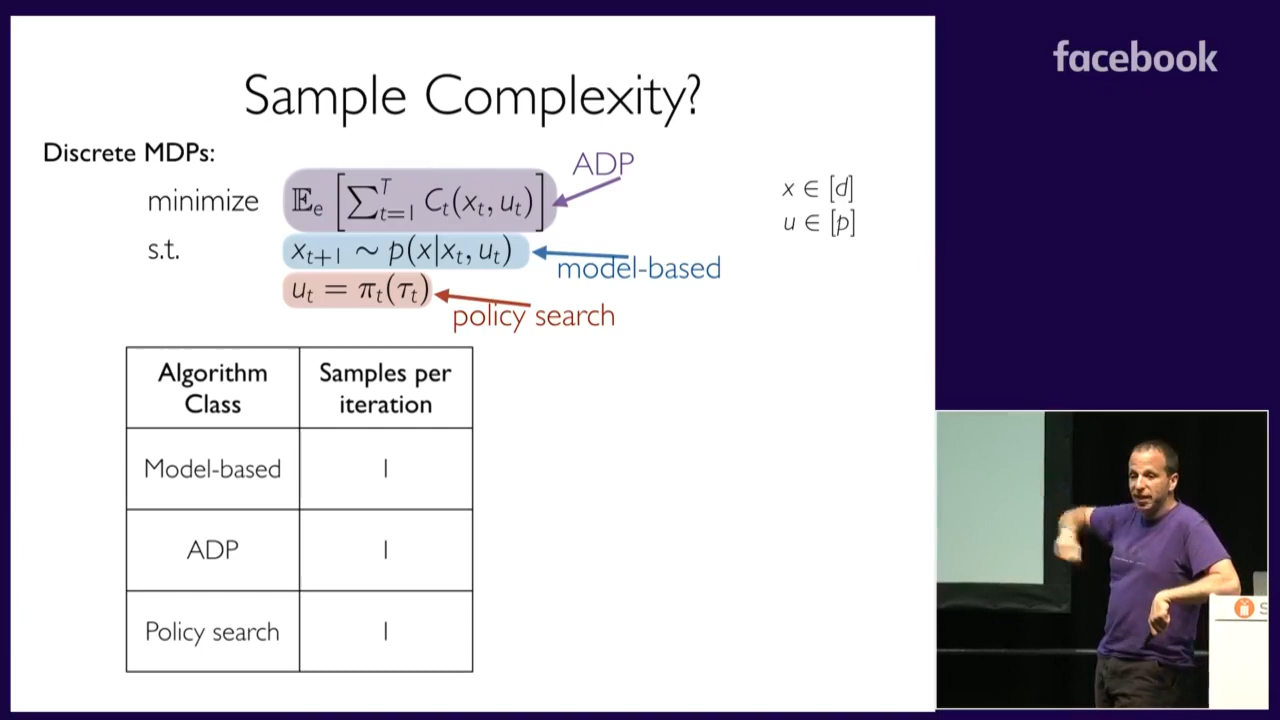 facebook
Sample Complexity?
Discrete MDPs:
ADP
minimize 𝔼ₑ [∑ᵀₜ₌₁ Cₜ(xₜ, uₜ)]
x ∈ [d]
u ∈ [p]
s.t. xₜ₊₁ ∼ p(x|xₜ, uₜ)
model-based
uₜ = πₜ(τₜ)
policy search
Algorithm Class
Samples per iteration
Model-based 1
ADP 1
Policy search 1
S